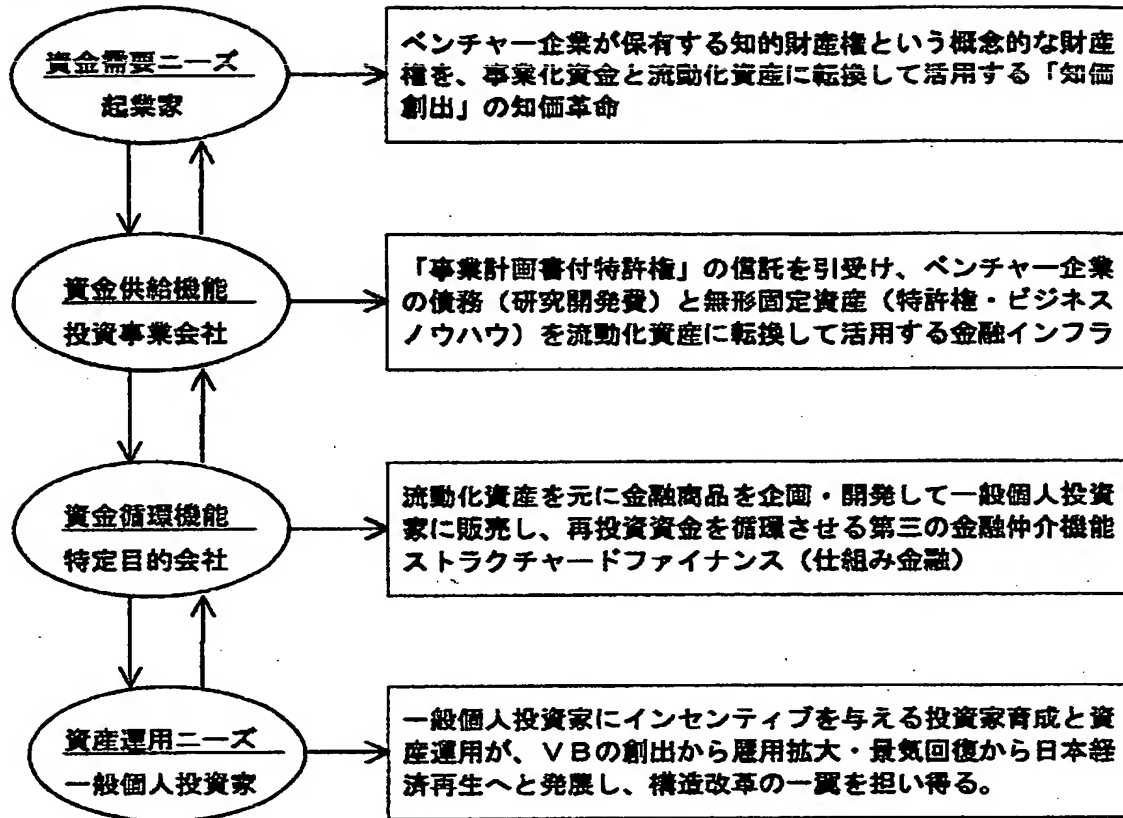 資金需要ニーズ
起業家
ベンチャー企業が保有する知的財産権という概念的な財産
権を、事業化資金と流動化資産に転換して活用する「知価
創出」の知価革命
資金供給機能
投資事業会社
「事業計画書付特許権」の信託を引受け、ベンチャー企業
の債務（研究開発費）と無形固定資産（特許権・ビジネス
ノウハウ）を流動化資産に転換して活用する金融インフラ
資金循環機能
特定目的会社
流動化資産を元に金融商品を企画・開発して一般個人投資
家に販売し、再投資資金を循環させる第三の金融仲介機能
ストラクチャードファイナンス（仕組み金融）
資産運用ニーズ
一般個人投資家
一般個人投資家にインセンティブを与える投資家育成と資
産運用が、ＶＢの創出から雇用拡大・景気回復から日本経
済再生へと発展し、構造改革の一翼を担い得る。